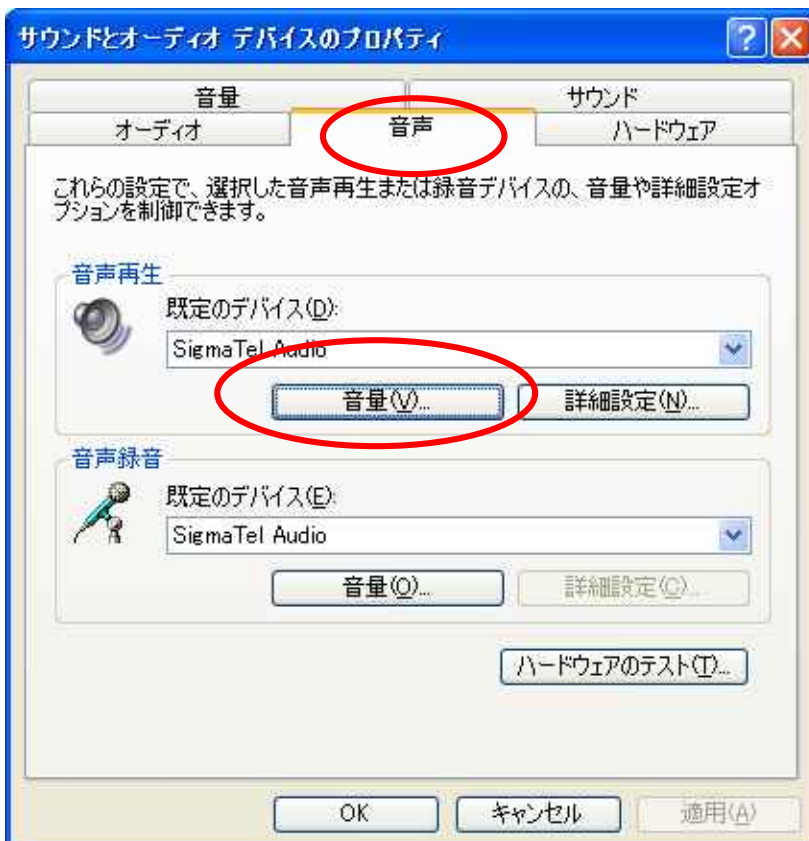 サウンドとオーディオ デバイスのプロパティ
音量
サウンド
オーディオ
音声
ハードウェア
これらの設定で、選択した音声再生または録音デバイスの、音量や詳細設定オ
プションを制御できます。
音声再生
既定のデバイス(D):
SigmaTel Audio
音量(V)...
詳細設定(N)...
音声録音
既定のデバイス(E):
SigmaTel Audio
音量(O)...
詳細設定(C)...
ハードウェアのテスト(T)...
OK
キャンセル
適用(A)